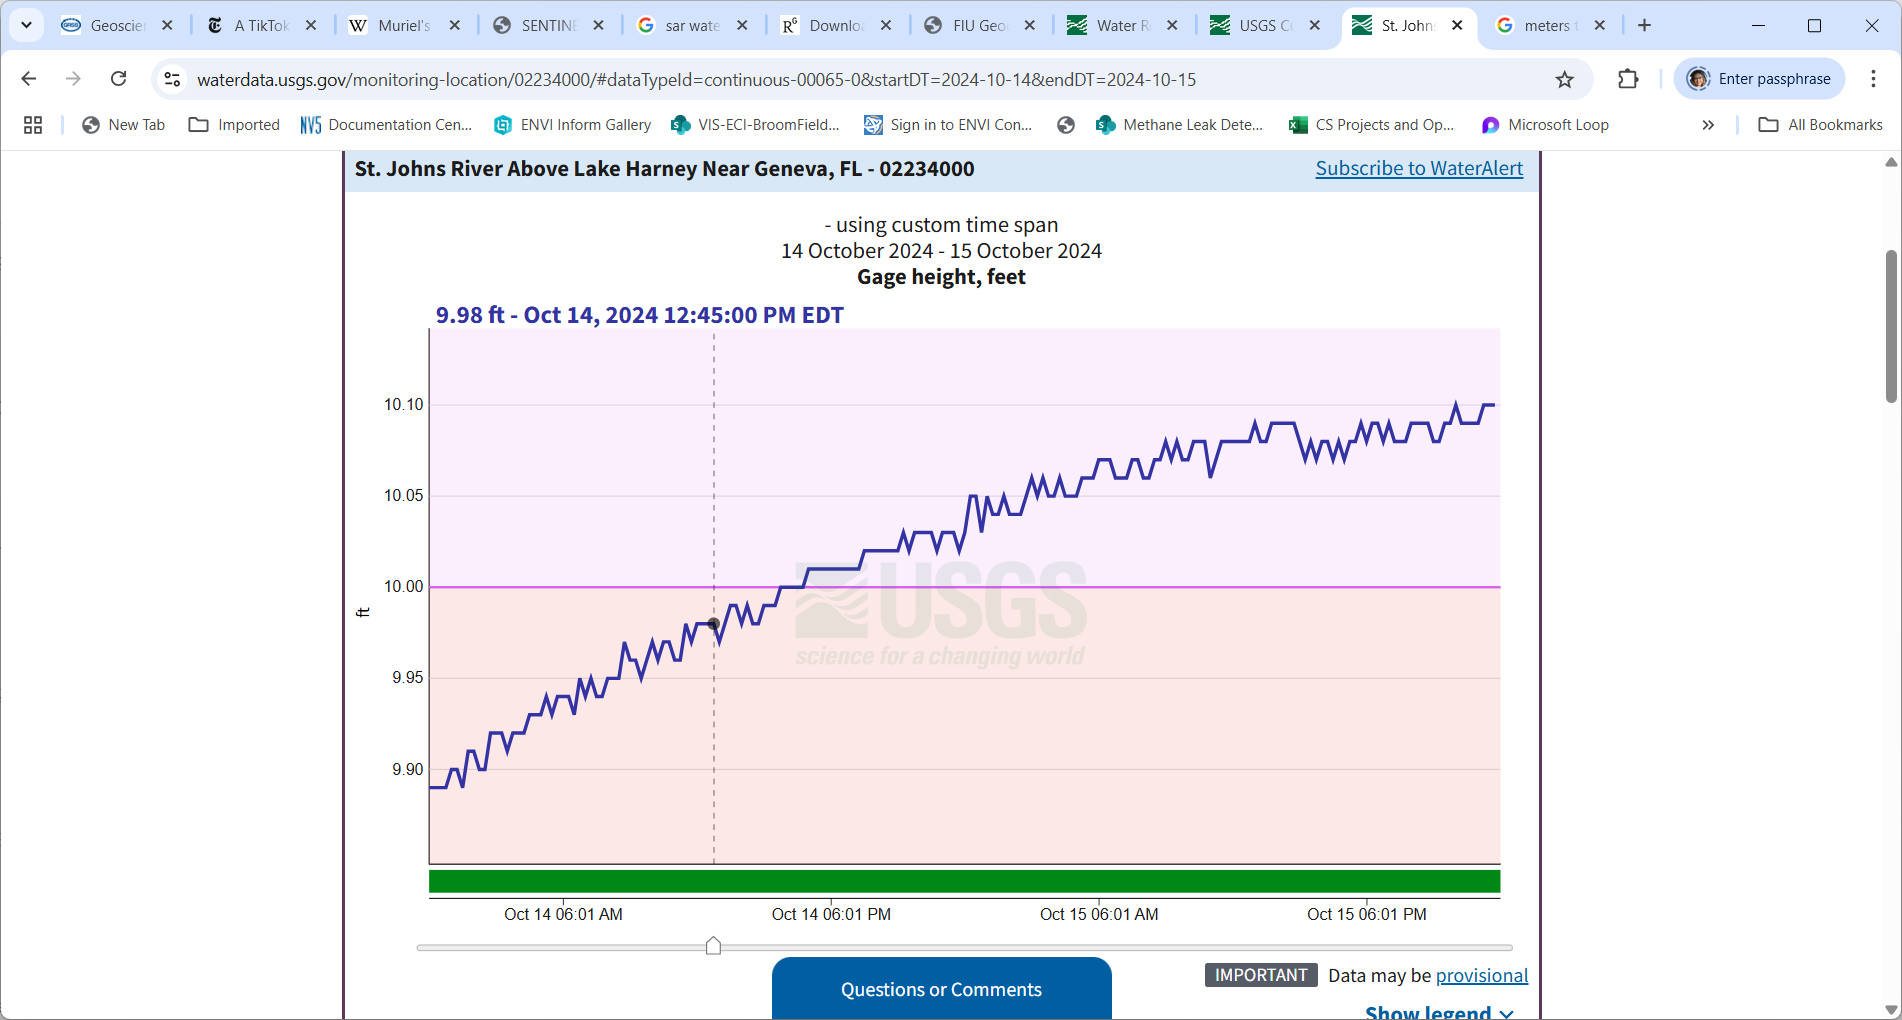 Geoscie
A TikTok
Muriel's
SENTINE
sar wate
Downlo
FIU Geo
Water R
USGS C
St. John
meters t
waterdata.usgs.gov/monitoring-location/02234000/#dataTypeId=continuous-00065-0&startDT=2024-10-14&endDT=2024-10-15
Enter passphrase
New Tab
Imported
NV5 Documentation Cen...
ENVI Inform Gallery
VIS-ECI-BroomField...
Sign in to ENVI Con...
Methane Leak Dete...
CS Projects and Op...
Microsoft Loop
All Bookmarks
St. Johns River Above Lake Harney Near Geneva, FL - 02234000
Subscribe to WaterAlert
- using custom time span
14 October 2024 - 15 October 2024
Gage height, feet
9.98 ft - Oct 14, 2024 12:45:00 PM EDT
10.10
10.05
10.00
ft
9.95
9.90
USGS
science for a changing world
Oct 14 06:01 AM
Oct 14 06:01 PM
Oct 15 06:01 AM
Oct 15 06:01 PM
IMPORTANT Data may be provisional
Questions or Comments
Show legend